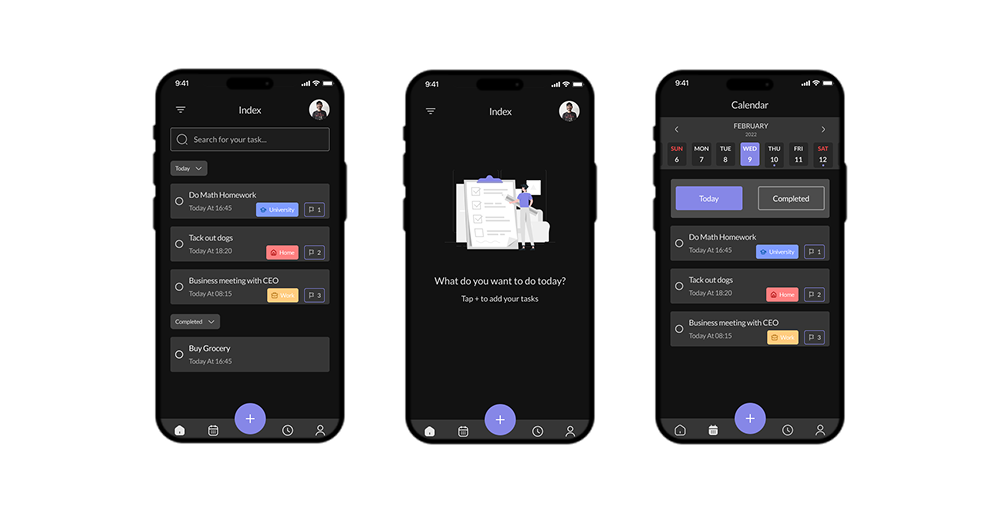 9:41
Index
Search for your task...
Today
Do Math Homework
Today At 16:45
University
1
Tack out dogs
Today At 18:20
Home
2
Business meeting with CEO
Today At 08:15
Work
3
Completed
Buy Grocery
Today At 16:45
9:41
Index
What do you want to do today?
Tap + to add your tasks
9:41
Calendar
FEBRUARY
2022
SUN MON TUE WED THU FRI SAT
6 7 8 9 10 11 12
Today Completed
Do Math Homework
Today At 16:45
University
1
Tack out dogs
Today At 18:20
Home
2
Business meeting with CEO
Today At 08:15
Work
3